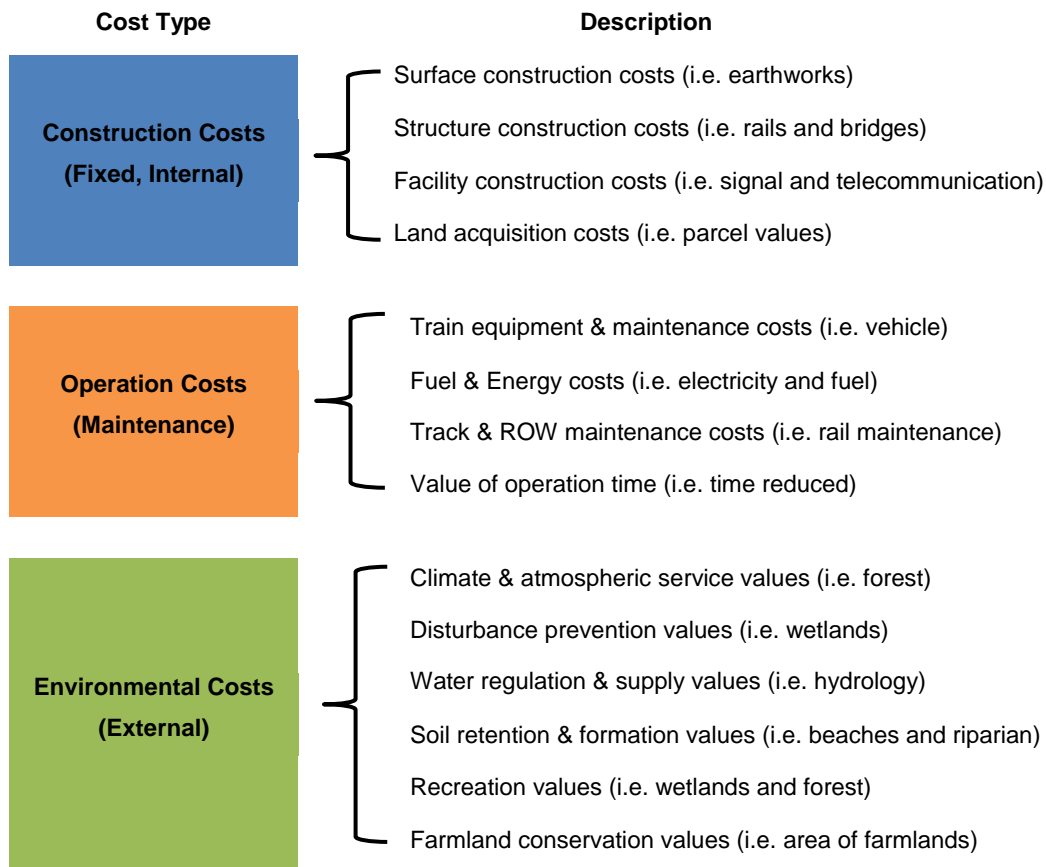 Cost Type
Description
Construction Costs
(Fixed, Internal)
Surface construction costs (i.e. earthworks)
Structure construction costs (i.e. rails and bridges)
Facility construction costs (i.e. signal and telecommunication)
Land acquisition costs (i.e. parcel values)
Operation Costs
(Maintenance)
Train equipment & maintenance costs (i.e. vehicle)
Fuel & Energy costs (i.e. electricity and fuel)
Track & ROW maintenance costs (i.e. rail maintenance)
Value of operation time (i.e. time reduced)
Environmental Costs
(External)
Climate & atmospheric service values (i.e. forest)
Disturbance prevention values (i.e. wetlands)
Water regulation & supply values (i.e. hydrology)
Soil retention & formation values (i.e. beaches and riparian)
Recreation values (i.e. wetlands and forest)
Farmland conservation values (i.e. area of farmlands)